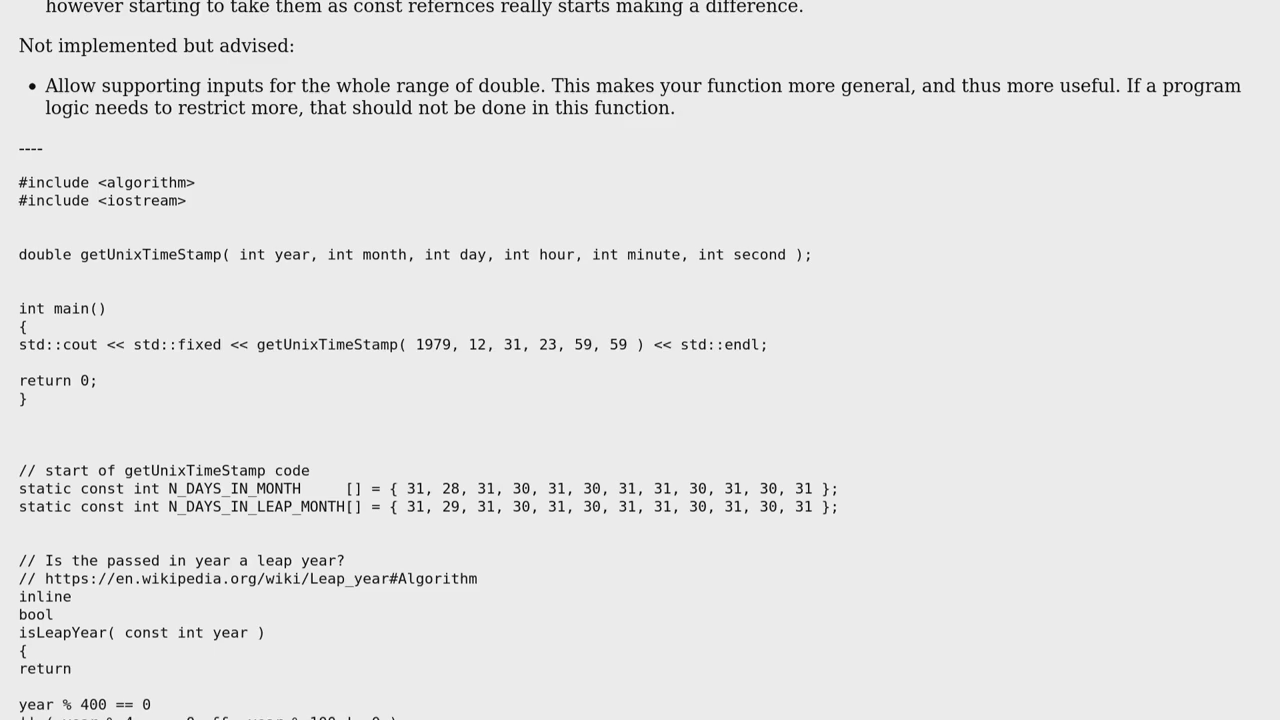 however starting to take them as const refernces really starts making a difference.
Not implemented but advised:
• Allow supporting inputs for the whole range of double. This makes your function more general, and thus more useful. If a program
logic needs to restrict more, that should not be done in this function.
----
#include <algorithm>
#include <iostream>
double getUnixTimeStamp( int year, int month, int day, int hour, int minute, int second );
int main()
{
std::cout << std::fixed << getUnixTimeStamp( 1979, 12, 31, 23, 59, 59 ) << std::endl;
return 0;
}
// start of getUnixTimeStamp code
static const int N_DAYS_IN_MONTH     [] = { 31, 28, 31, 30, 31, 30, 31, 31, 30, 31, 30, 31 };
static const int N_DAYS_IN_LEAP_MONTH[] = { 31, 29, 31, 30, 31, 30, 31, 31, 30, 31, 30, 31 };
// Is the passed in year a leap year?
// https://en.wikipedia.org/wiki/Leap_year#Algorithm
inline
bool
isLeapYear( const int year )
{
return
year % 400 == 0